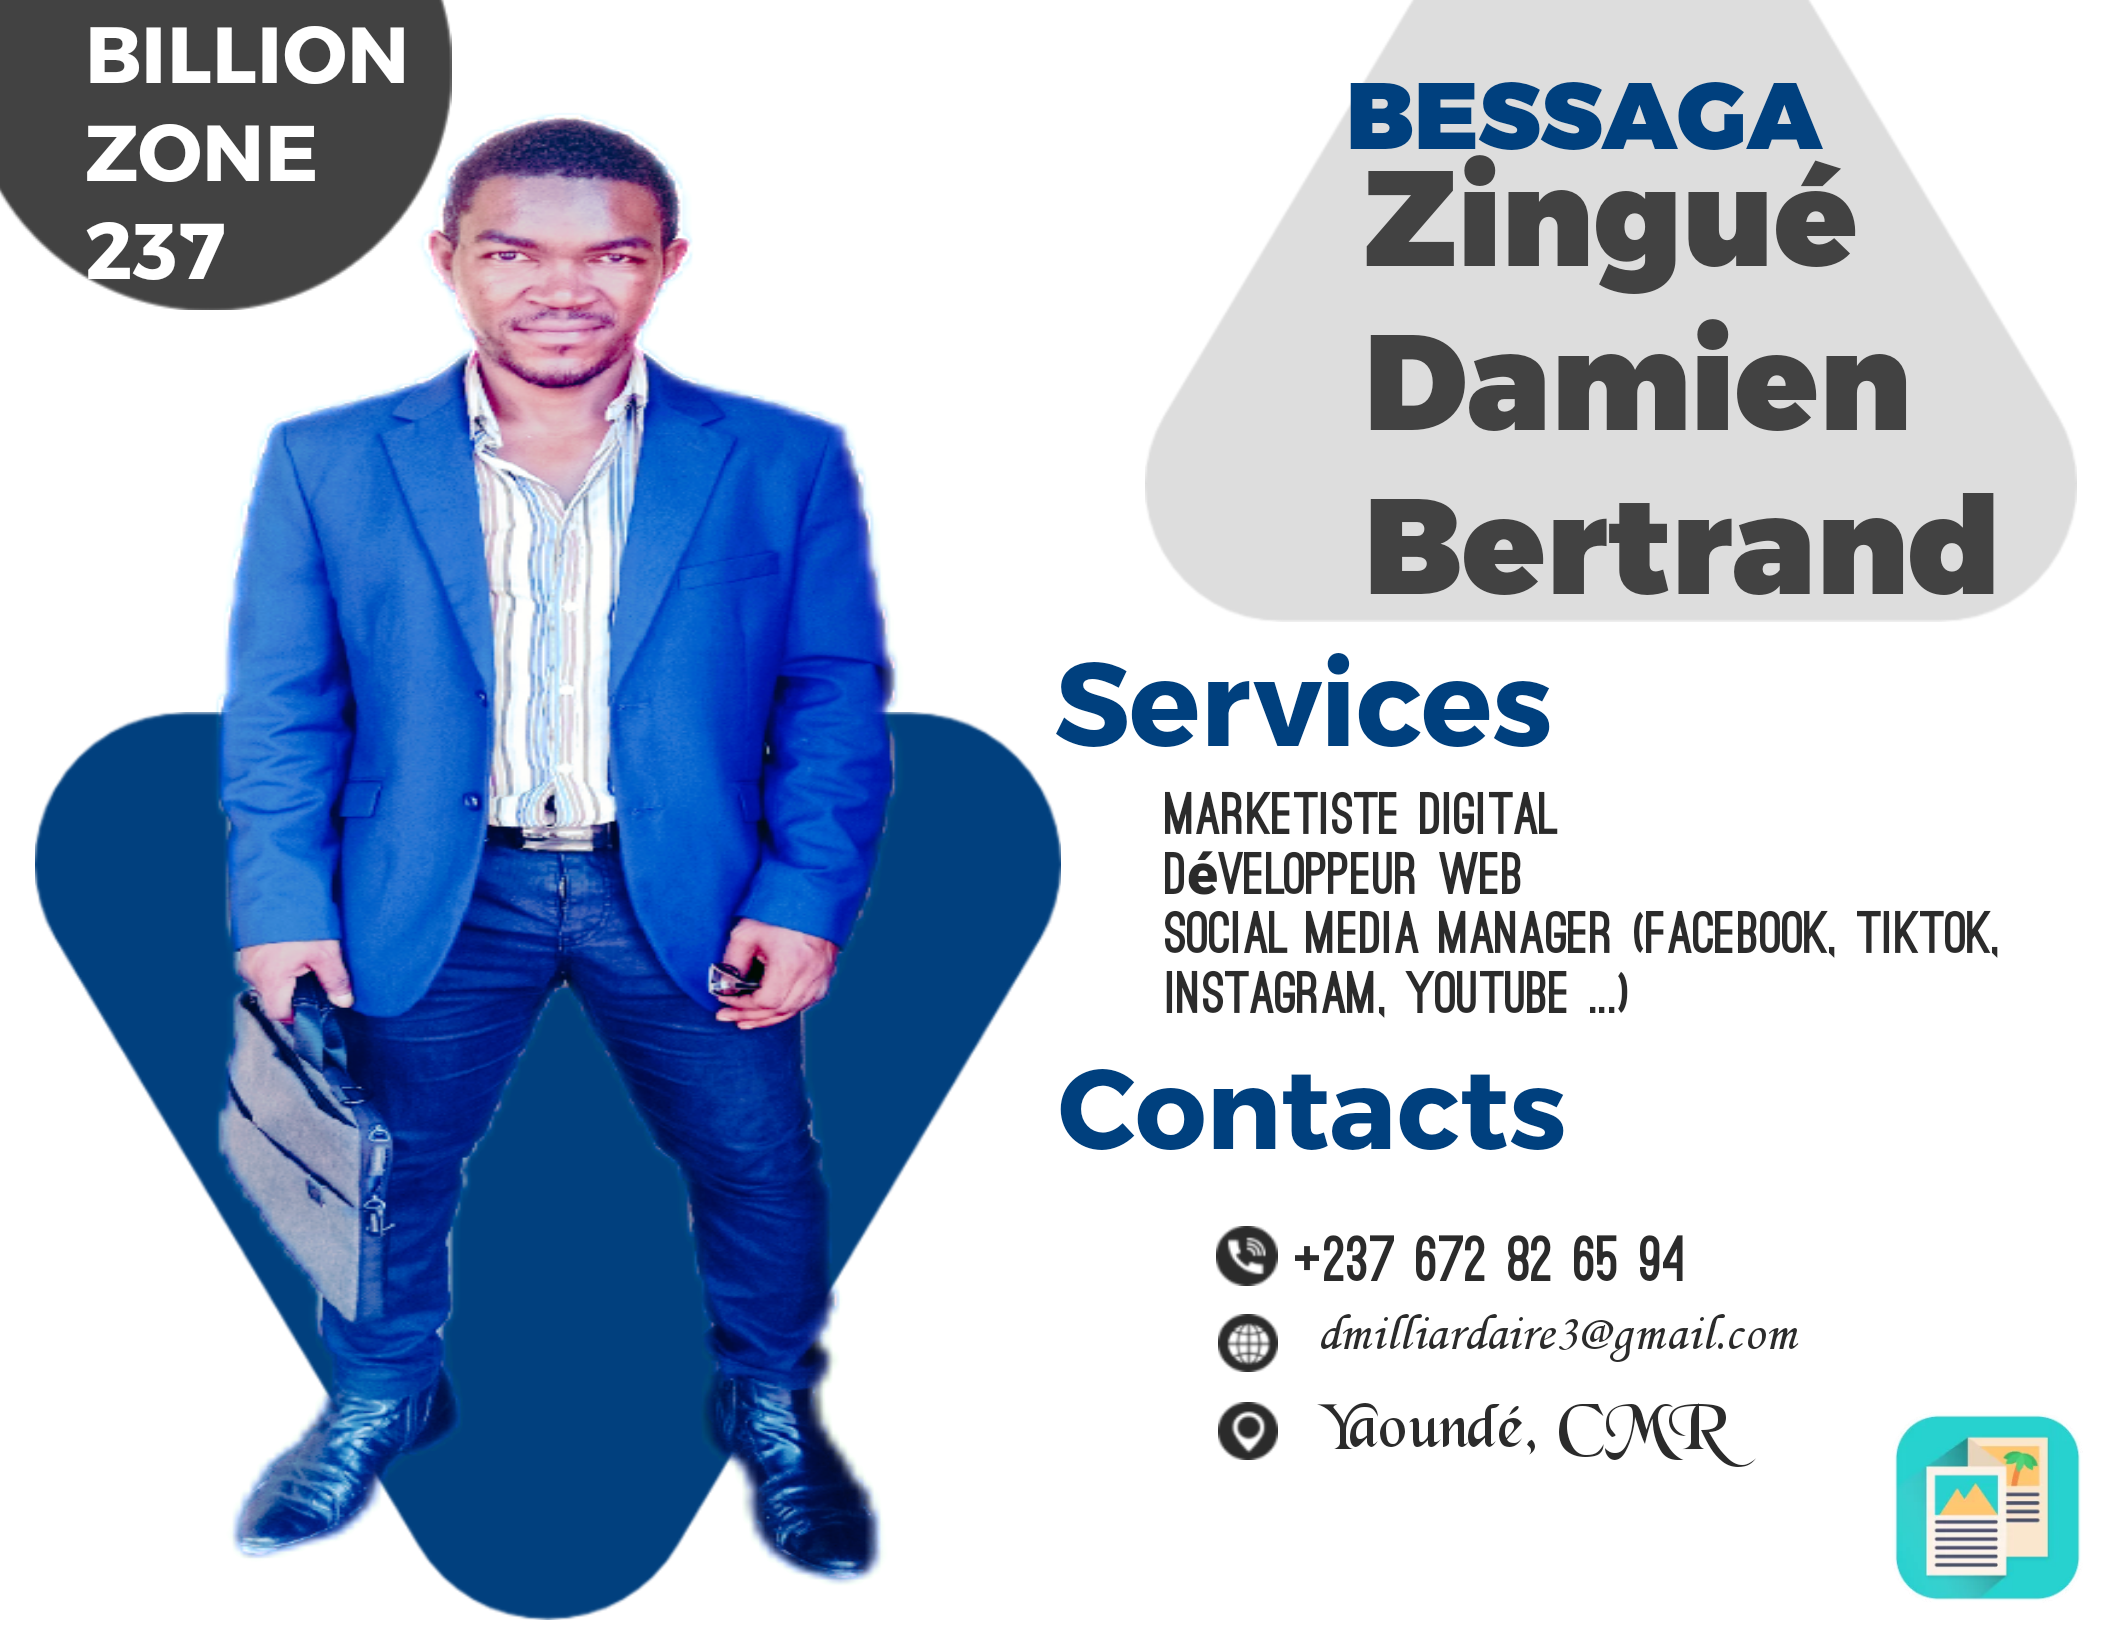 BILLION
ZONE
237
BESSAGA
Zingué
Damien
Bertrand
Services
MARKETISTE DIGITAL
DéVELOPPEUR WEB
SOCIAL MEDIA MANAGER (FACEBOOK, TIKTOK,
INSTAGRAM, YOUTUBE ...)
Contacts
+237 672 82 65 94
dmilliardaire3@gmail.com
Yaoundé, CMR